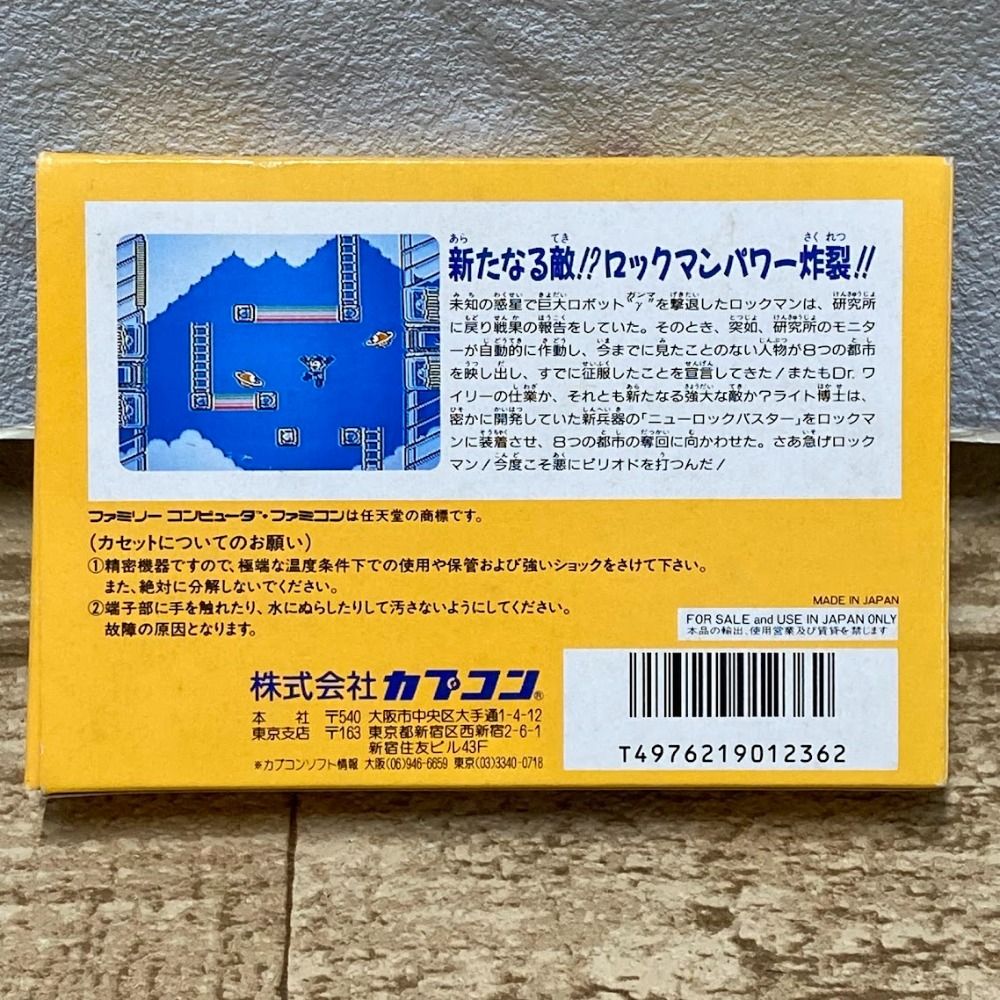 新たなる敵!?ロックマンパワー炸裂!!
未知の惑星で巨大ロボットγを撃退したロックマンは、研究所
に戻り戦果の報告をしていた。そのとき、突如、研究所のモニタ
ーが自動的に作動し、今までに見たことのない人物が8つの都市
を映し出し、すでに征服したことを宣言してきた!またもDr.ワ
イリーの仕業か、それとも新たなる強大な敵か?ライト博士は、
密かに開発していた新兵器の「ニューロックバスター」をロックマ
ンに装着させ、8つの都市の奪回に向かわせた。さあ急げロック
マン!今度こそ悪にピリオドを打つんだ!
ファミリーコンピュータ™・ファミコンは任天堂の商標です。
(カセットについてのお願い)
①精密機器ですので、極端な温度条件下での使用や保管および強いショックをさけて下さい。
また、絶対に分解しないでください。
②端子部に手を触れたり、水にぬらしたりして汚さないようにしてください。
故障の原因となります。
MADE IN JAPAN
FOR SALE and USE IN JAPAN ONLY
本品の輸出、使用営業及び賃貸を禁じます
株式会社 カプコン®
本社 〒540 大阪市中央区大手通1-4-12
東京支店 〒163 東京都新宿区西新宿2-6-1
新宿住友ビル43F
*カプコンソフト情報 大阪(06)946-6659 東京(03)3340-0718
T4976219012362